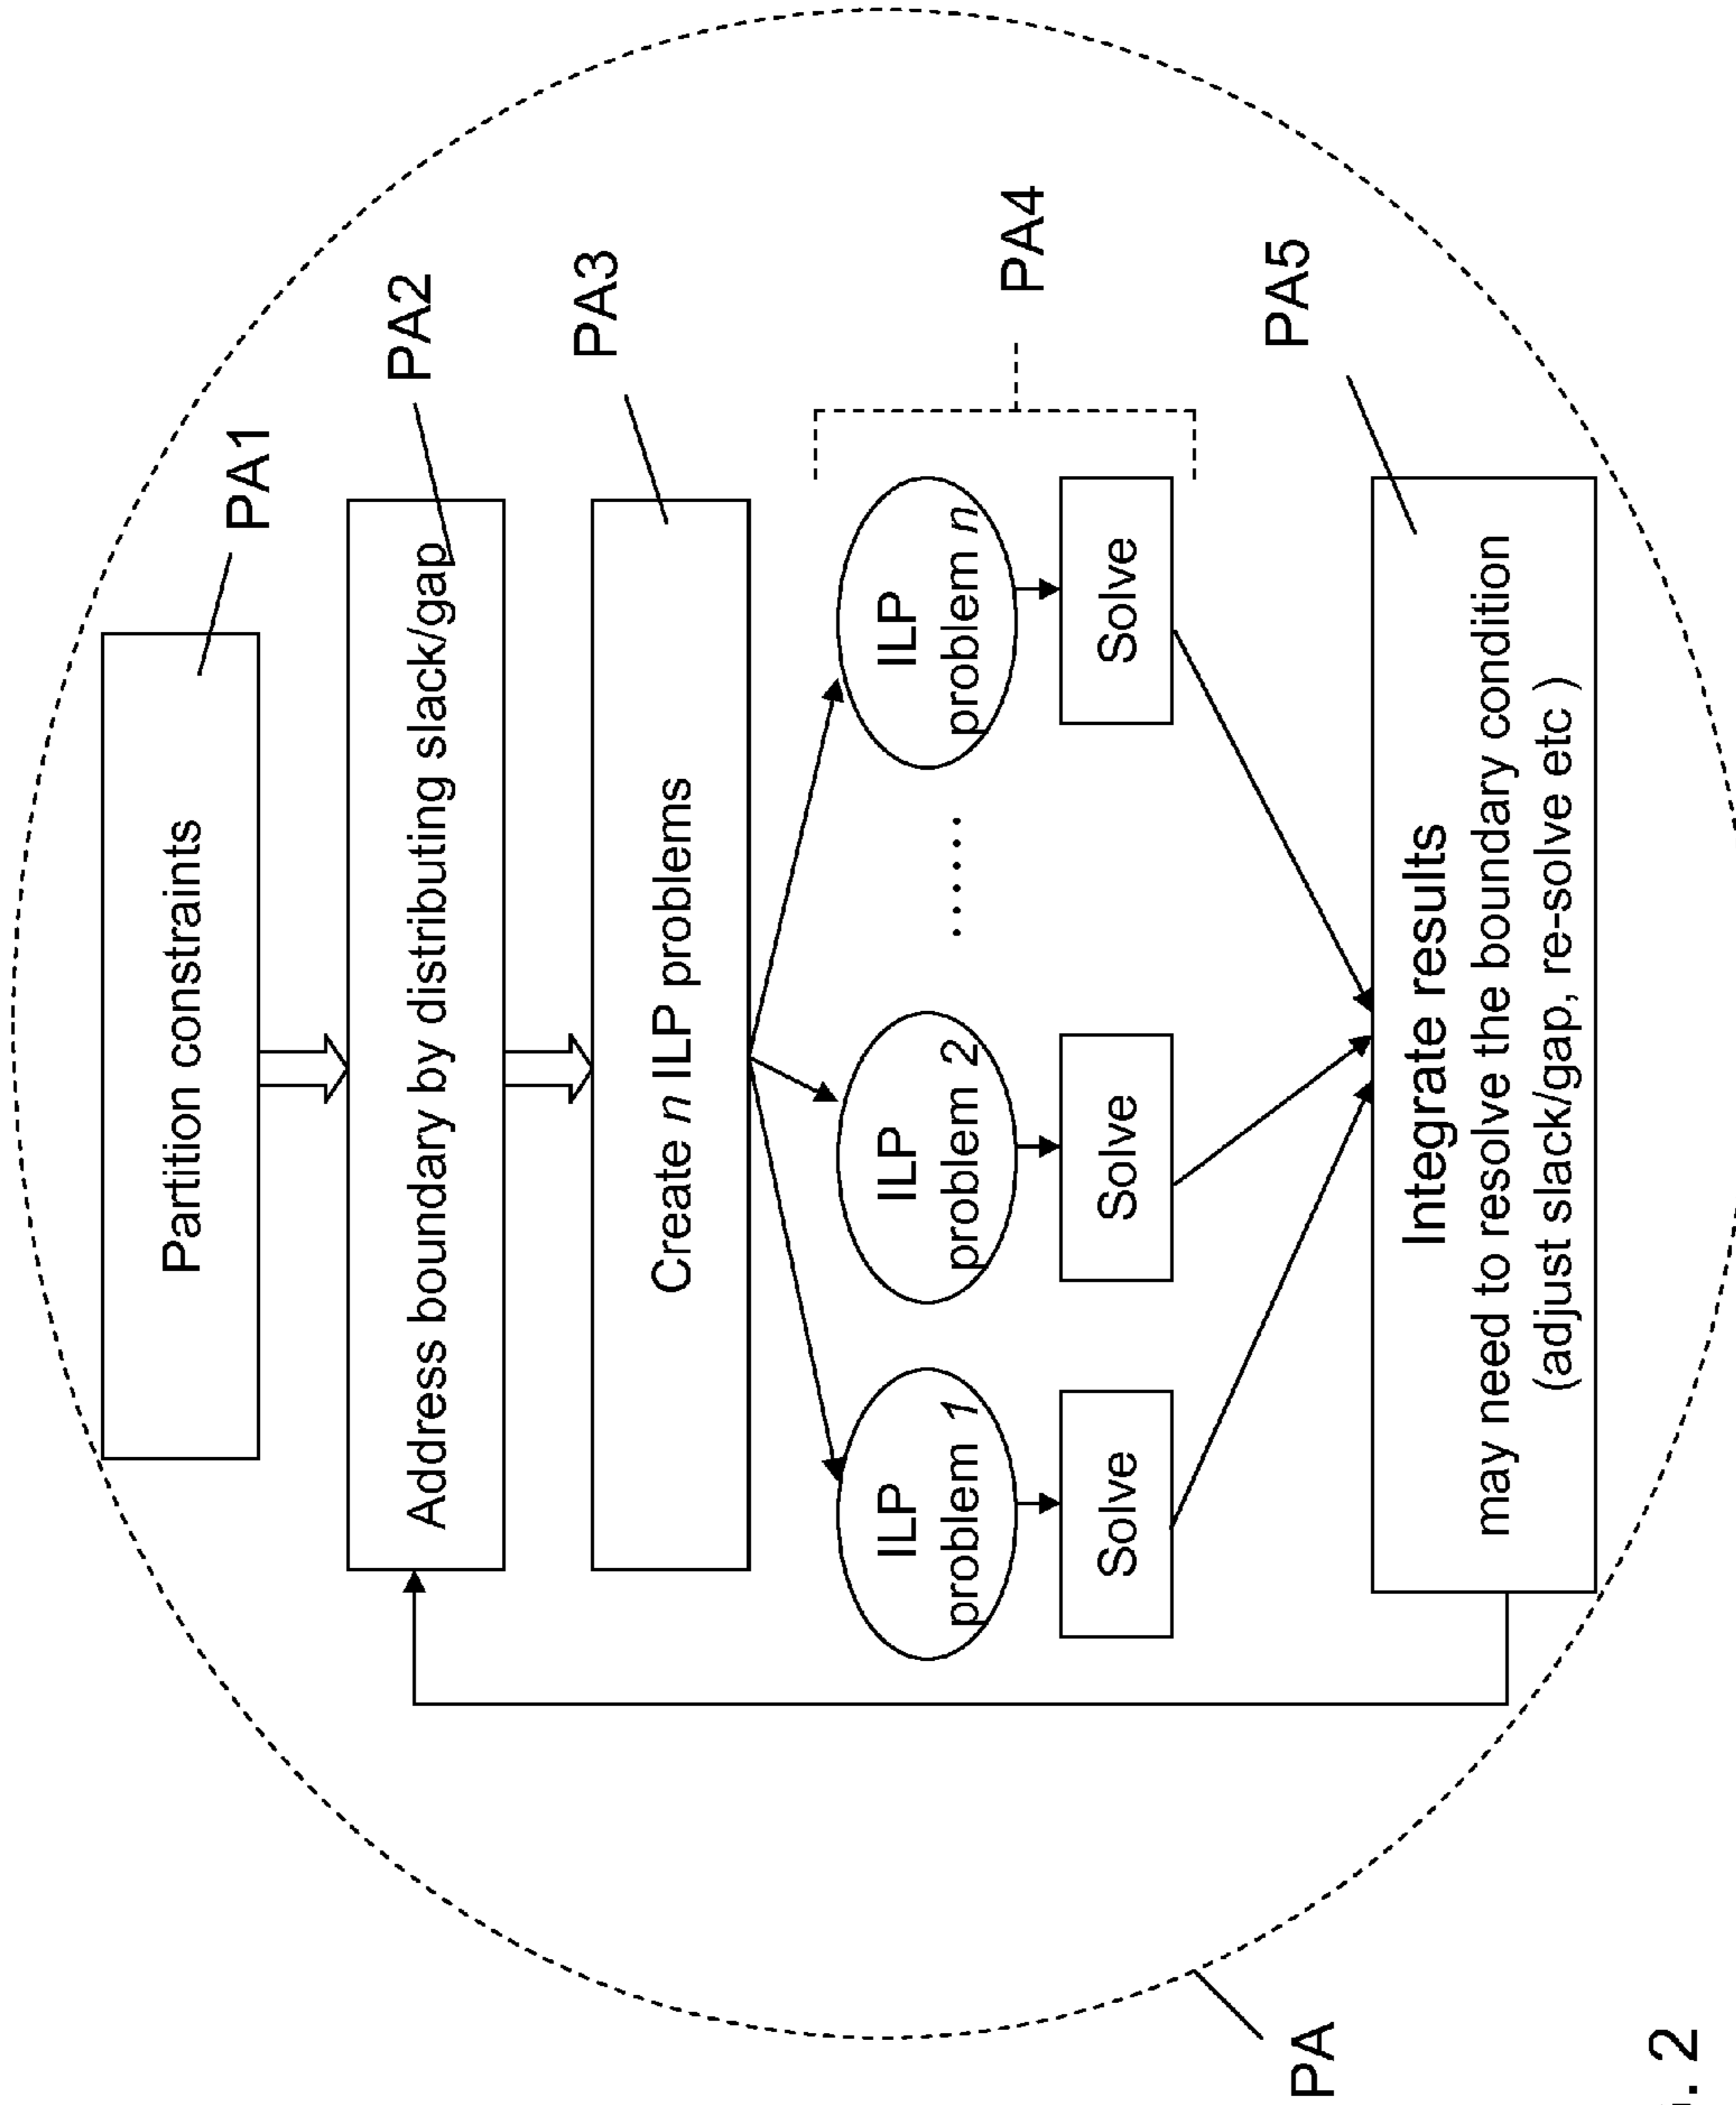 Partition constraints
PA1
Address boundary by distributing slack/gap
PA2
Create n ILP problems
PA3
ILP
problem 1
ILP
problem 2
......
ILP
problem n
PA4
Solve
Solve
Solve
PA5
Integrate results
may need to resolve the boundary condition
(adjust slack/gap, re-solve etc )
PA
. 2